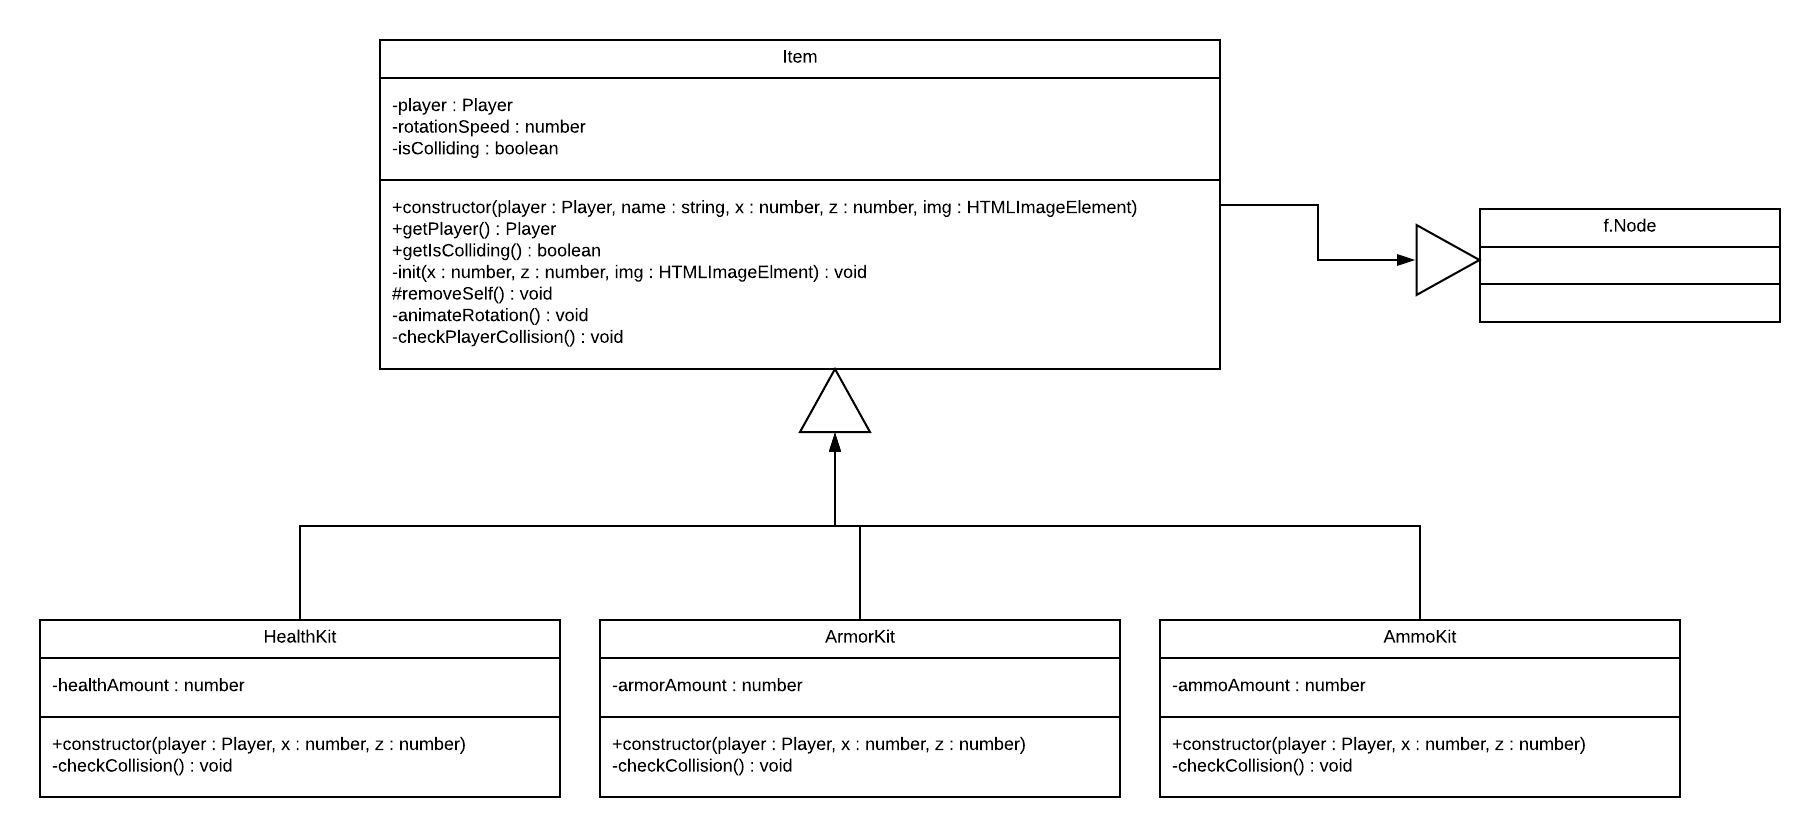 Item
-player : Player
-rotationSpeed : number
-isColliding : boolean
+constructor(player : Player, name : string, x : number, z : number, img : HTMLImageElement)
+getPlayer() : Player
+getIsColliding() : boolean
-init(x : number, z : number, img : HTMLImageElment) : void
#removeSelf() : void
-animateRotation() : void
-checkPlayerCollision() : void
f.Node
HealthKit
-healthAmount : number
+constructor(player : Player, x : number, z : number)
-checkCollision() : void
ArmorKit
-armorAmount : number
+constructor(player : Player, x : number, z : number)
-checkCollision() : void
AmmoKit
-ammoAmount : number
+constructor(player : Player, x : number, z : number)
-checkCollision() : void